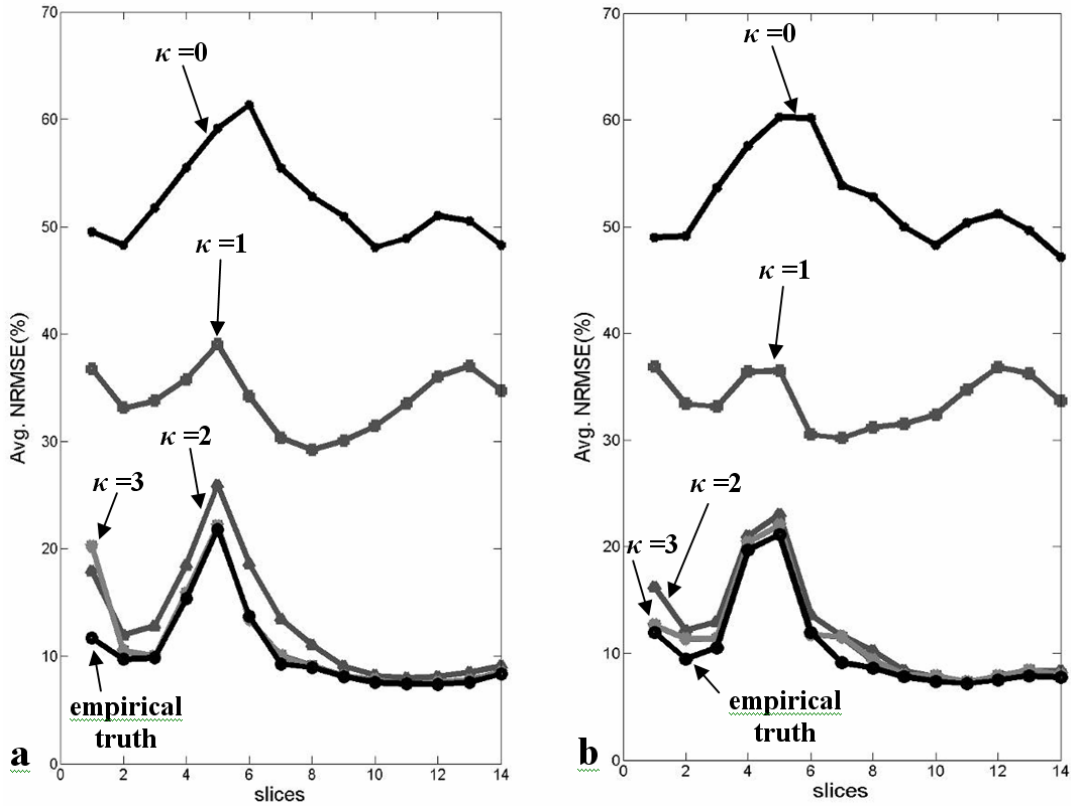 70
60
50
40
30
20
10
0
0 2 4 6 8 10 12 14
Avg. NRMSE(%)
slices
κ =0
κ =1
κ =2
κ =3
empirical
truth
a
70
60
50
40
30
20
10
0
0 2 4 6 8 10 12 14
Avg. NRMSE(%)
slices
κ =0
κ =1
κ =2
κ =3
empirical
truth
b